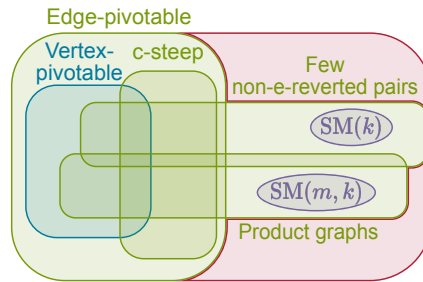 Edge-pivotable
Vertex-
pivotable
c-steep
Few
non-e-reverted pairs
SM(k)
SM(m, k)
Product graphs